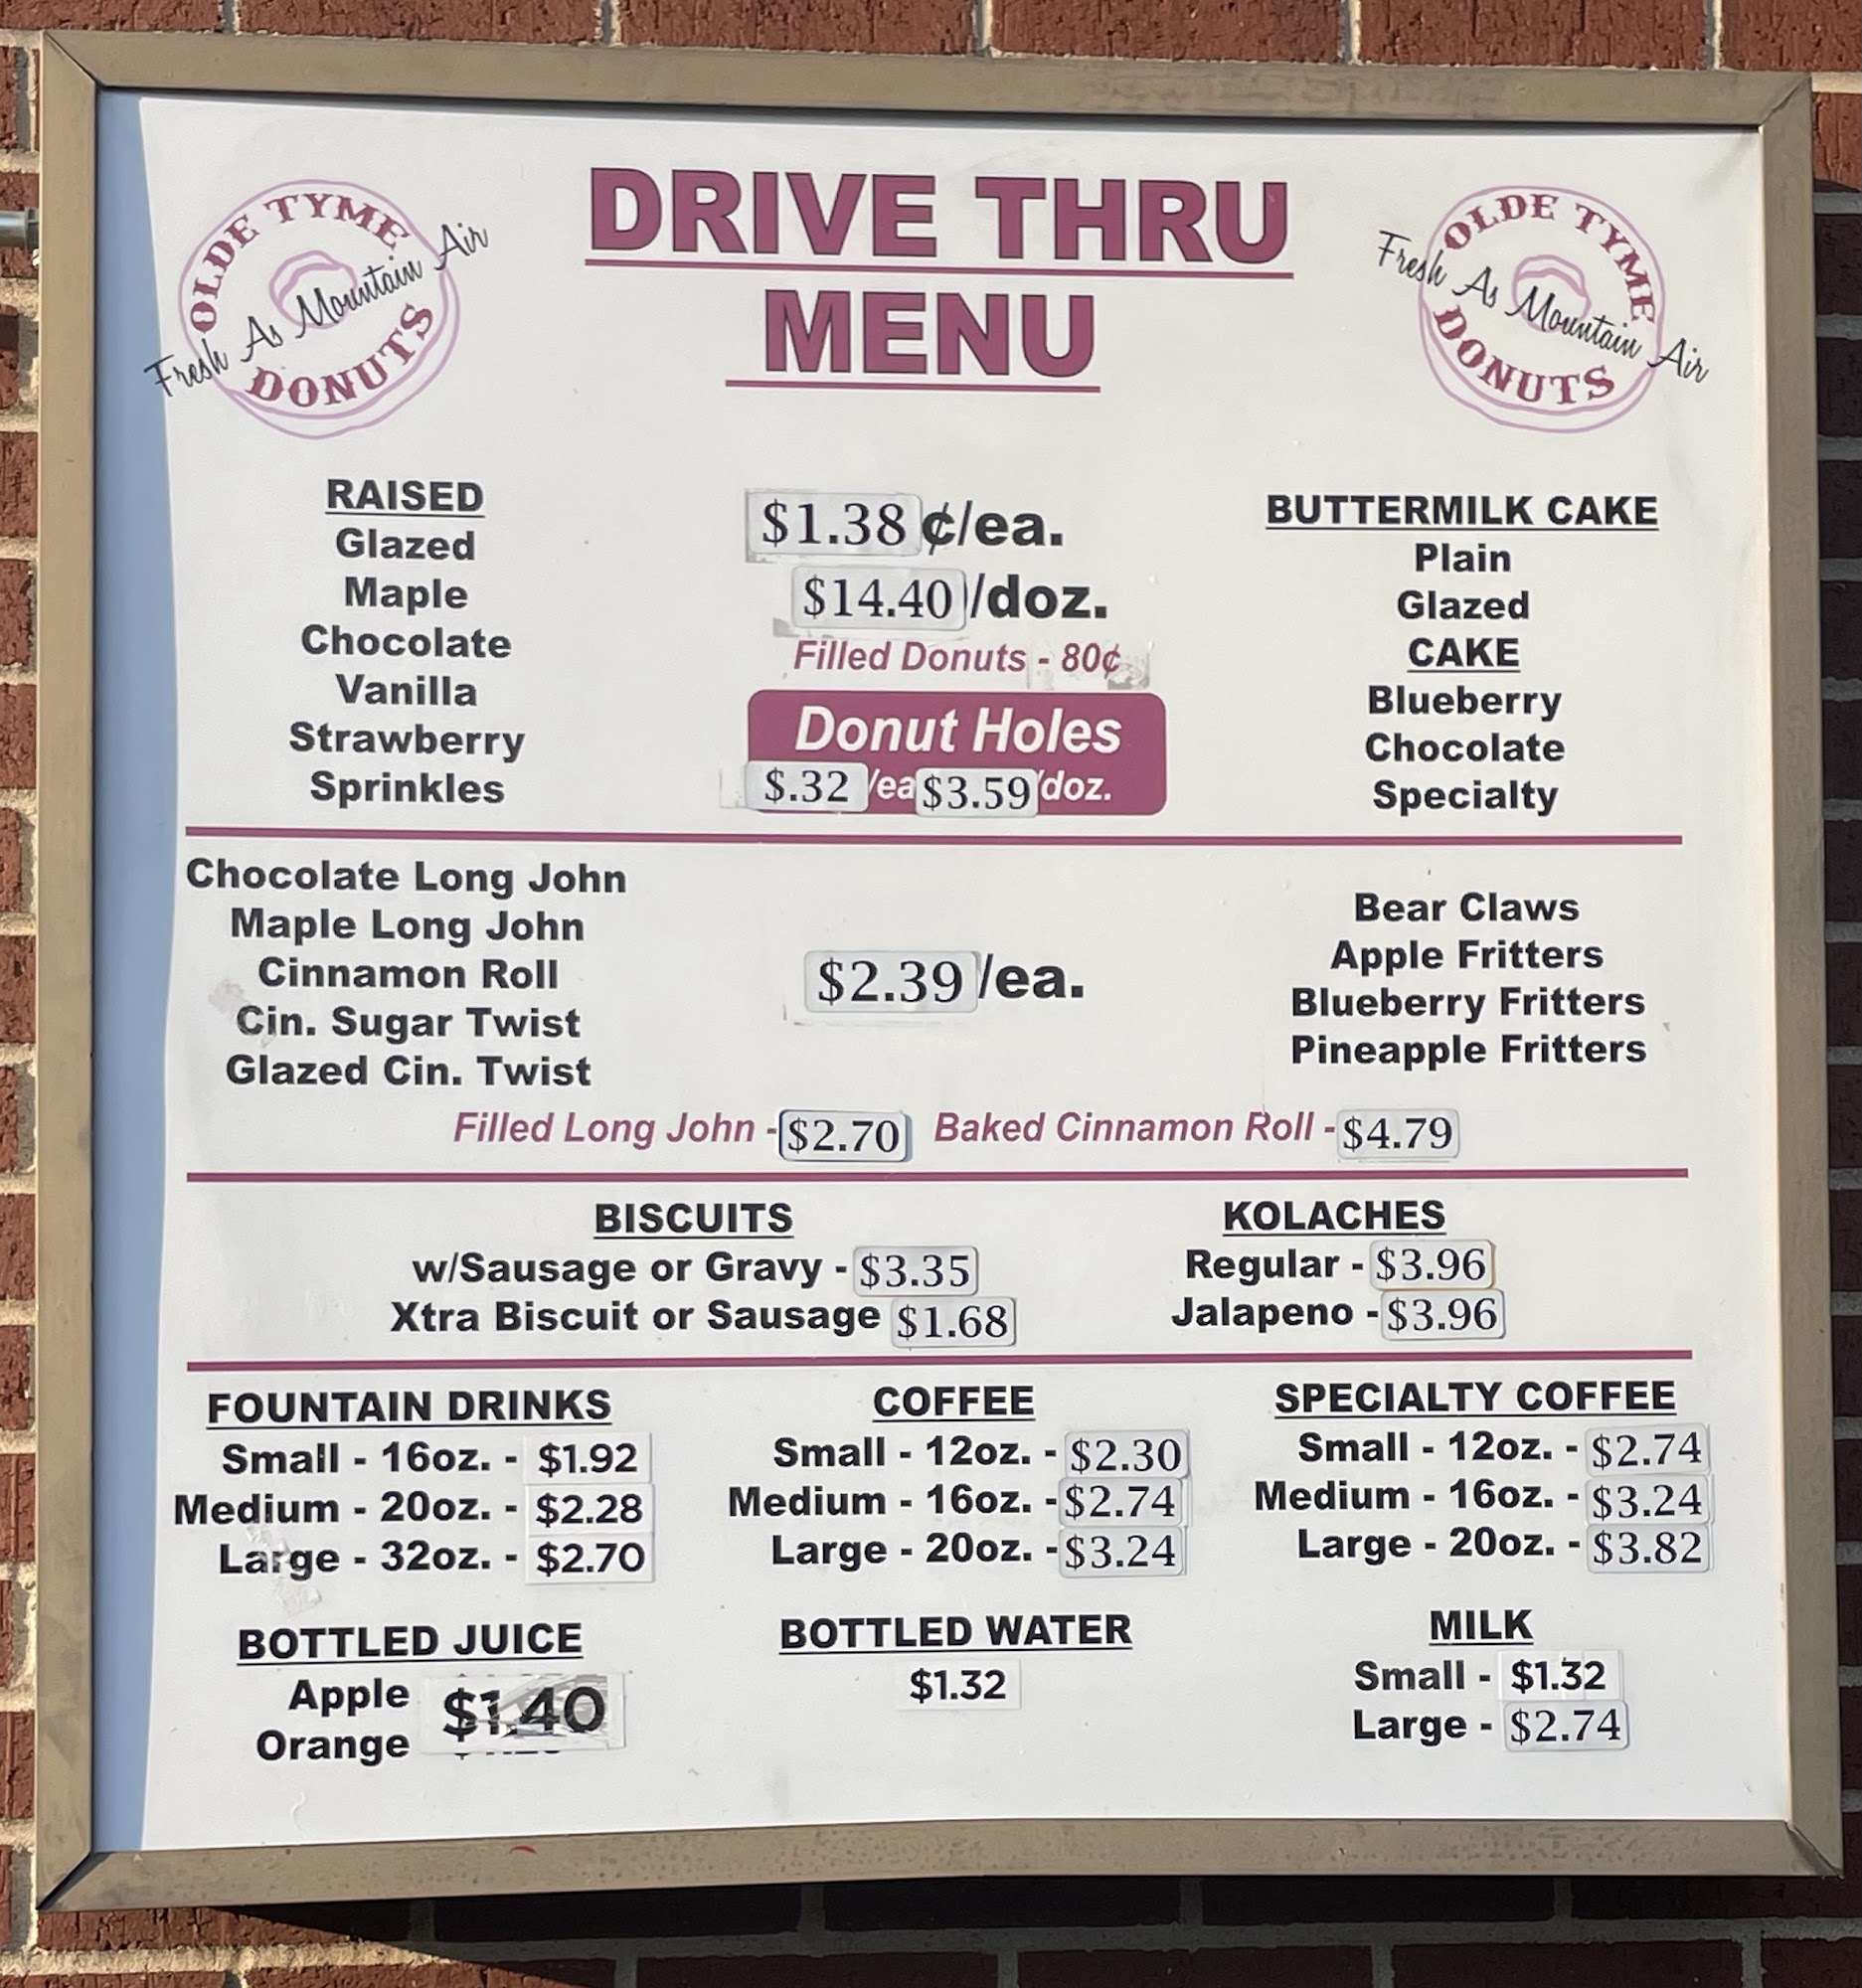 OLDE TYME
DONUTS
Fresh As Mountain Air
DRIVE THRU
MENU
OLDE TYME
DONUTS
Fresh As Mountain Air
RAISED
Glazed
Maple
Chocolate
Vanilla
Strawberry
Sprinkles
$1.38 ¢/ea.
$14.40 /doz.
Filled Donuts - 80¢
Donut Holes
$.32 /ea $3.59 /doz.
BUTTERMILK CAKE
Plain
Glazed
CAKE
Blueberry
Chocolate
Specialty
Chocolate Long John
Maple Long John
Cinnamon Roll
Cin. Sugar Twist
Glazed Cin. Twist
$2.39 /ea.
Bear Claws
Apple Fritters
Blueberry Fritters
Pineapple Fritters
Filled Long John - $2.70 Baked Cinnamon Roll - $4.79
BISCUITS
w/Sausage or Gravy - $3.35
Xtra Biscuit or Sausage $1.68
KOLACHES
Regular - $3.96
Jalapeno - $3.96
FOUNTAIN DRINKS
Small - 16oz. - $1.92
Medium - 20oz. - $2.28
Large - 32oz. - $2.70
COFFEE
Small - 12oz. - $2.30
Medium - 16oz. - $2.74
Large - 20oz. - $3.24
SPECIALTY COFFEE
Small - 12oz. - $2.74
Medium - 16oz. - $3.24
Large - 20oz. - $3.82
BOTTLED JUICE
Apple
Orange
$1.40
BOTTLED WATER
$1.32
MILK
Small - $1.32
Large - $2.74